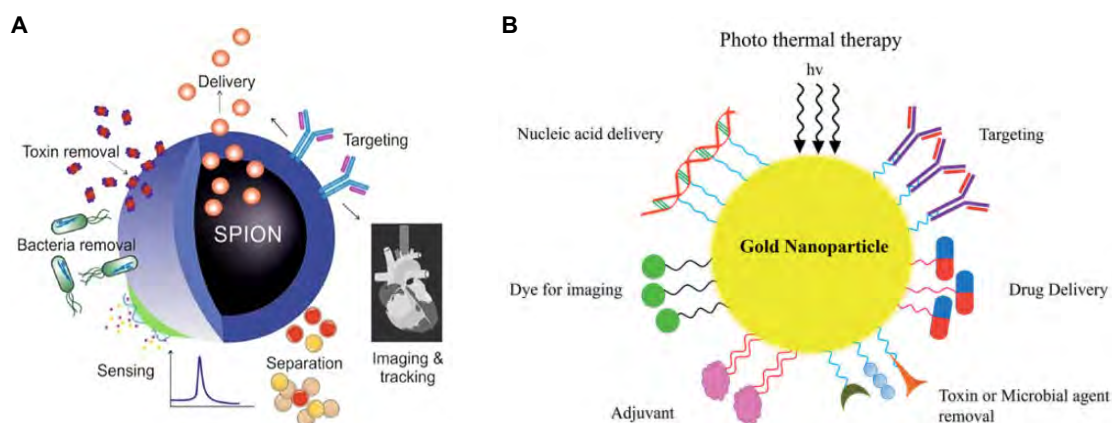 A
Delivery
Toxin removal
Targeting
SPION
Bacteria removal
Sensing
Separation
Imaging &
tracking
B
Photo thermal therapy
hv
Nucleic acid delivery
Targeting
Gold Nanoparticle
Dye for imaging
Drug Delivery
Adjuvant
Toxin or Microbial agent
removal